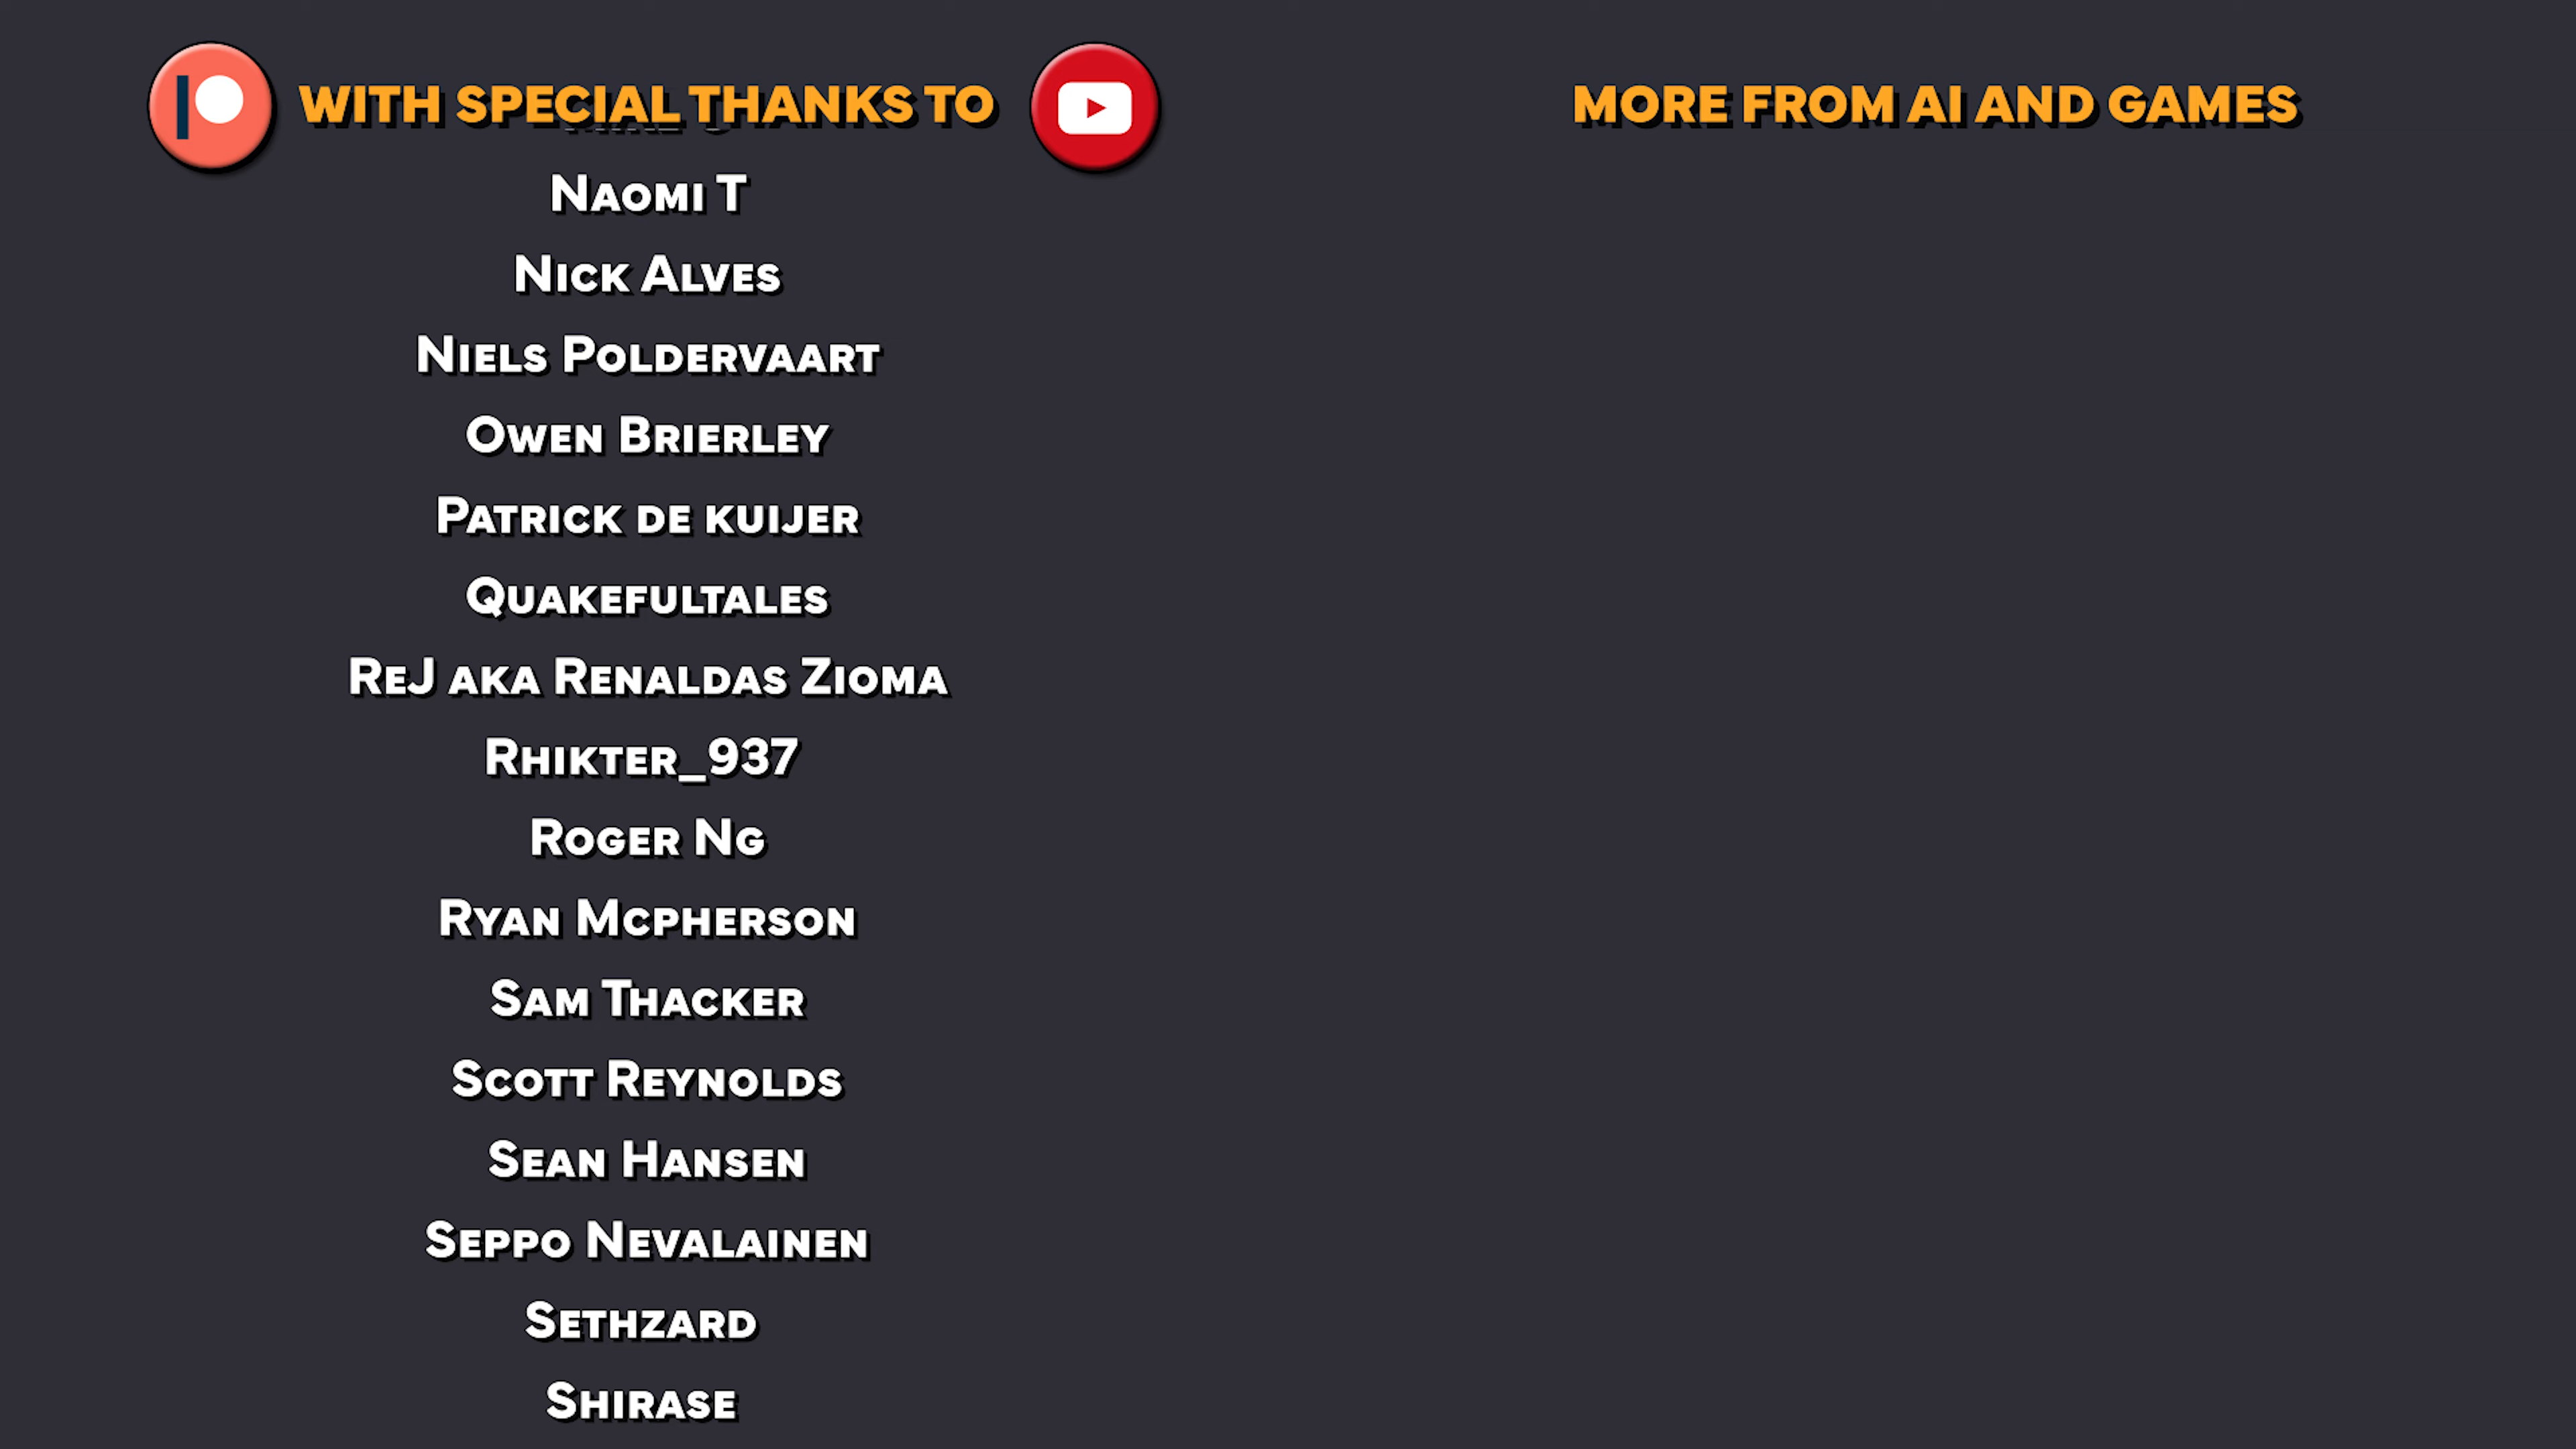 WITH SPECIAL THANKS TO
Naomi T
Nick Alves
Niels Poldervaart
Owen Brierley
Patrick de kuijer
Quakefultales
ReJ aka Renaldas Zioma
Rhikter_937
Roger Ng
Ryan Mcpherson
Sam Thacker
Scott Reynolds
Sean Hansen
Seppo Nevalainen
Sethzard
Shirase
MORE FROM AI AND GAMES